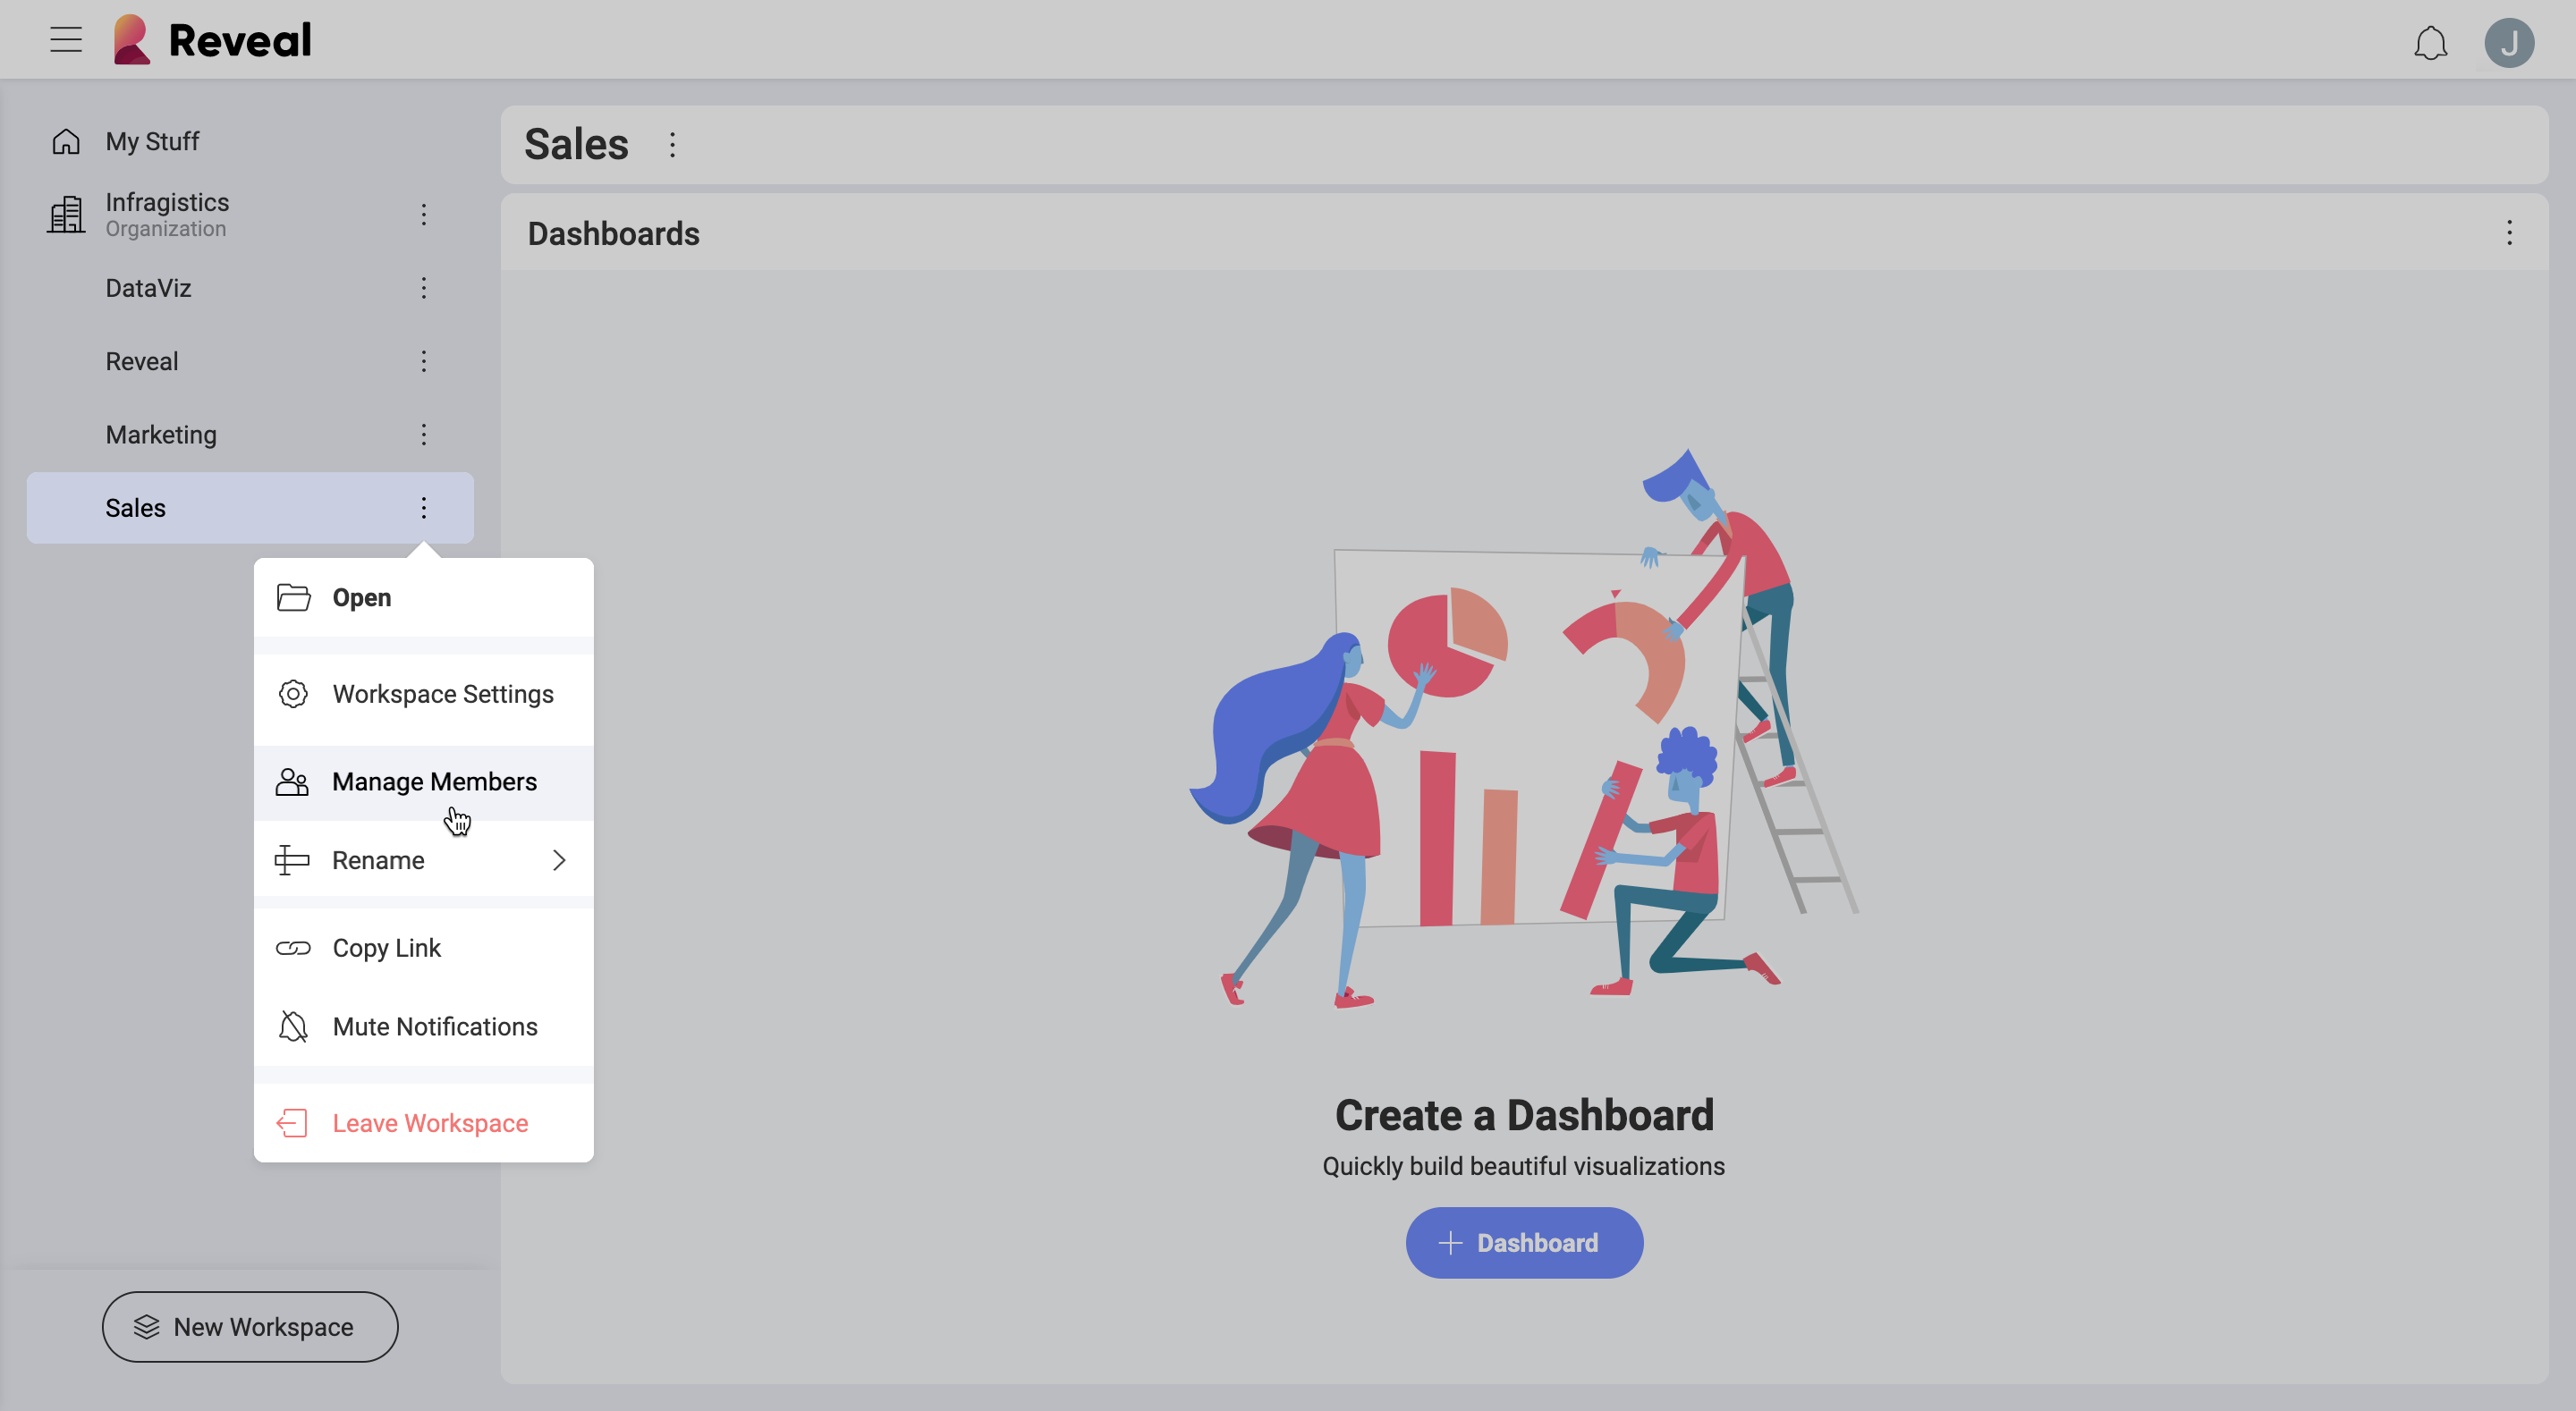 Reveal
J
My Stuff
Infragistics
Organization
DataViz
Reveal
Marketing
Sales
Open
Workspace Settings
Manage Members
Rename
Copy Link
Mute Notifications
Leave Workspace
New Workspace
Sales
Dashboards
Create a Dashboard
Quickly build beautiful visualizations
Dashboard